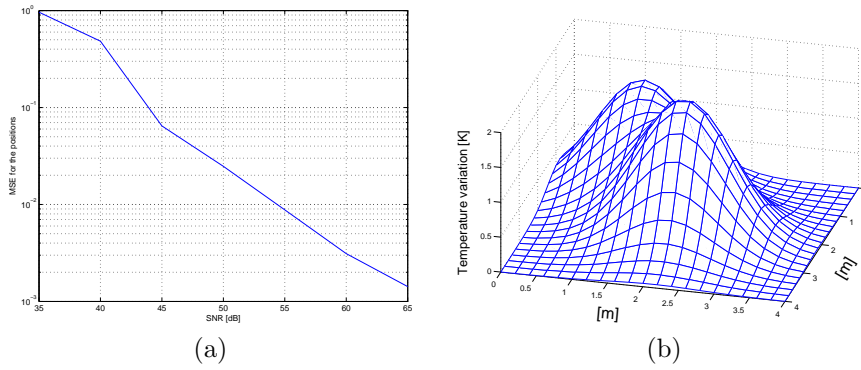 10^0
10^-1
10^-2
10^-3
MSE for the positions
35 40 45 50 55 60 65
SNR [dB]
(a)
2
1.5
1
0.5
0
Temperature variation [K]
0 0.5 1 1.5 2 2.5 3 3.5 4
[m]
1
2
3
4
[m]
(b)